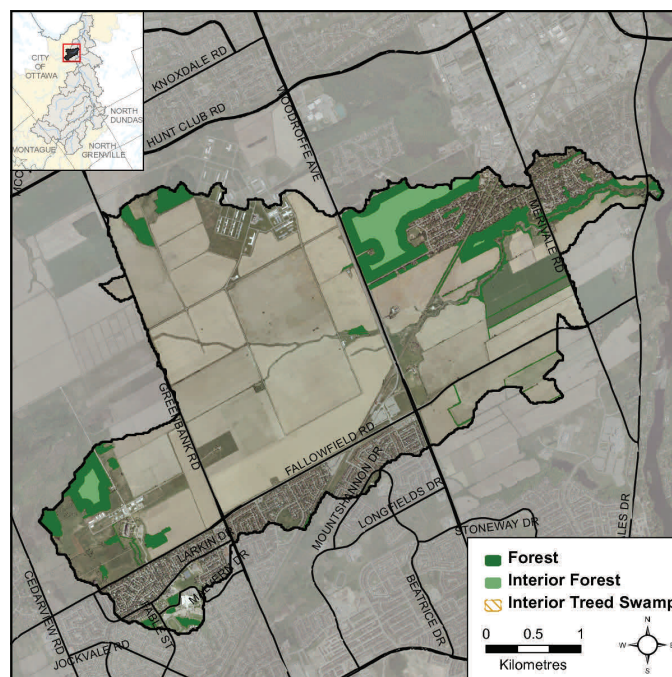 CITY OF
OTTAWA
NORTH
DUNDAS
MONTAGUE
NORTH
GRENVILLE
KNOXDALE RD
HUNT CLUB RD
WOODROFFE AVE
MERIVALE RD
GREENBANK RD
FALLOWFIELD RD
MOUNTSHANNON DR
LONGFIELDS DR
STONEWAY DR
LARKIN DR
MALVERN DR
BEATRICE DR
CEDARVIEW RD
JOCKVALE RD
Forest
Interior Forest
Interior Treed Swamp
0 0.5 1
Kilometres
N
W E
S